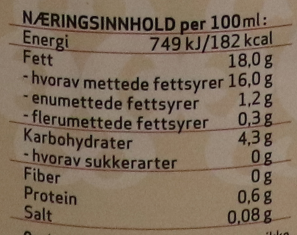 NÆRINGSINNHOLD per 100ml:
Energi 749 kJ/182 kcal
Fett 18,0 g
- hvorav mettede fettsyrer 16,0 g
- enumettede fettsyrer 1,2 g
- flerumettede fettsyrer 0,3 g
Karbohydrater 4,3 g
- hvorav sukkerarter 0 g
Fiber 0 g
Protein 0,6 g
Salt 0,08 g